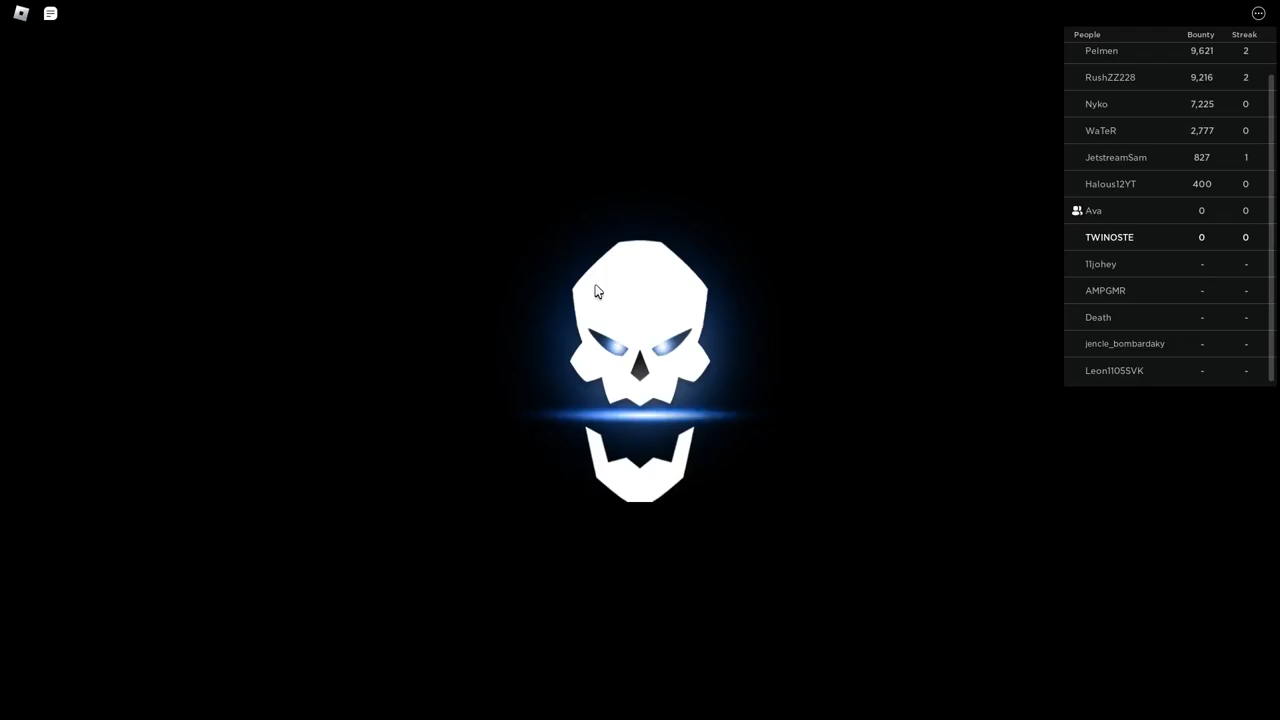 People Bounty Streak
Pelmen 9,621 2
RushZZ228 9,216 2
Nyko 7,225 0
WaTeR 2,777 0
JetstreamSam 827 1
Halous12YT 400 0
Ava 0 0
TWINOSTE 0 0
11johey - -
AMPGMR - -
Death - -
jencle_bombardaky - -
Leon1105SVK - -